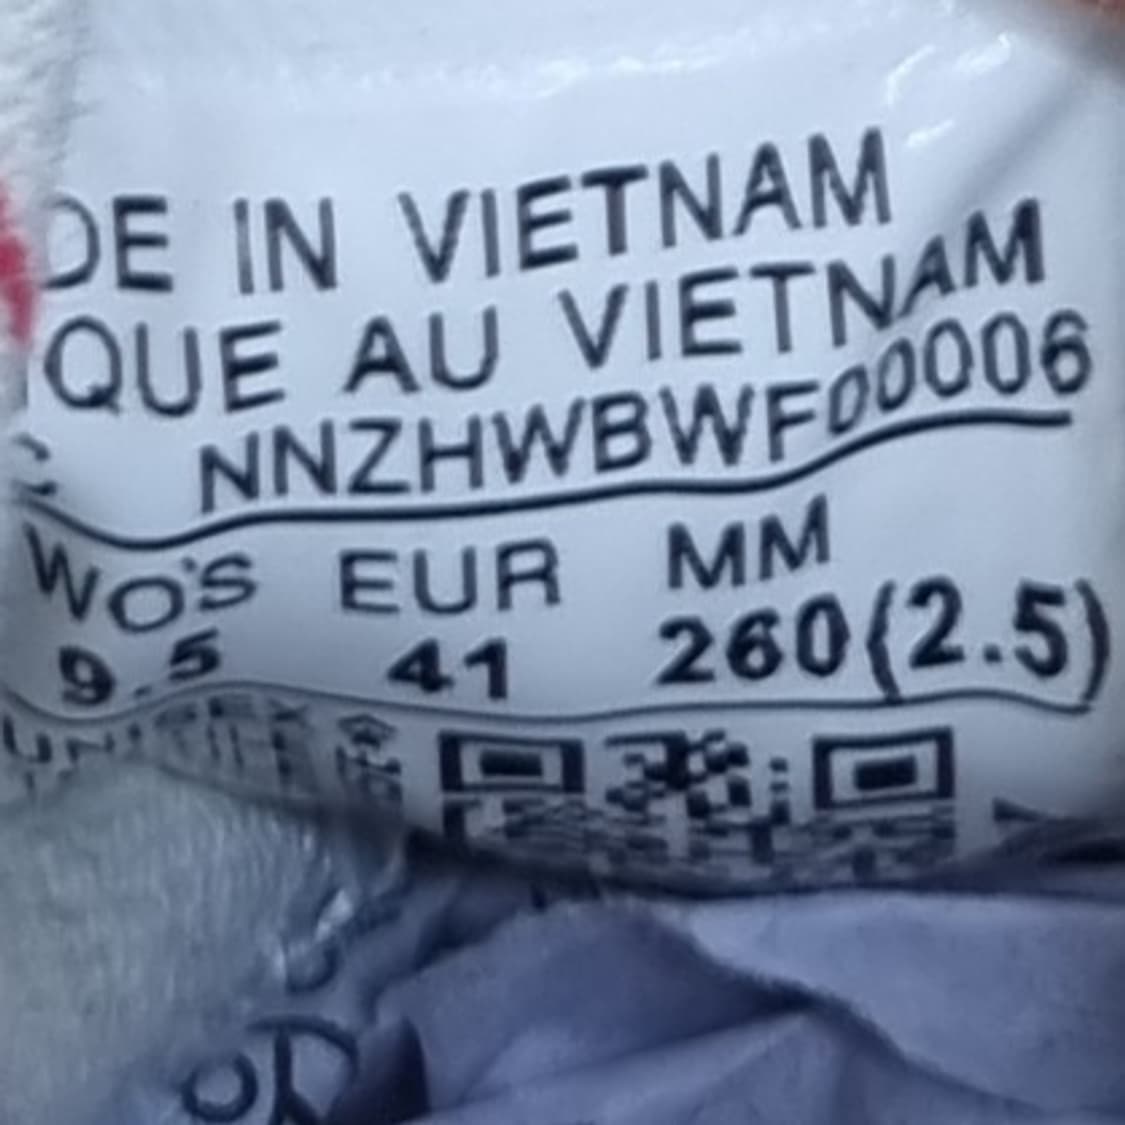 DE IN VIETNAM
QUE AU VIETNAM
NNZHWBWF00006
WO'S EUR MM
9.5 41 260(2.5)